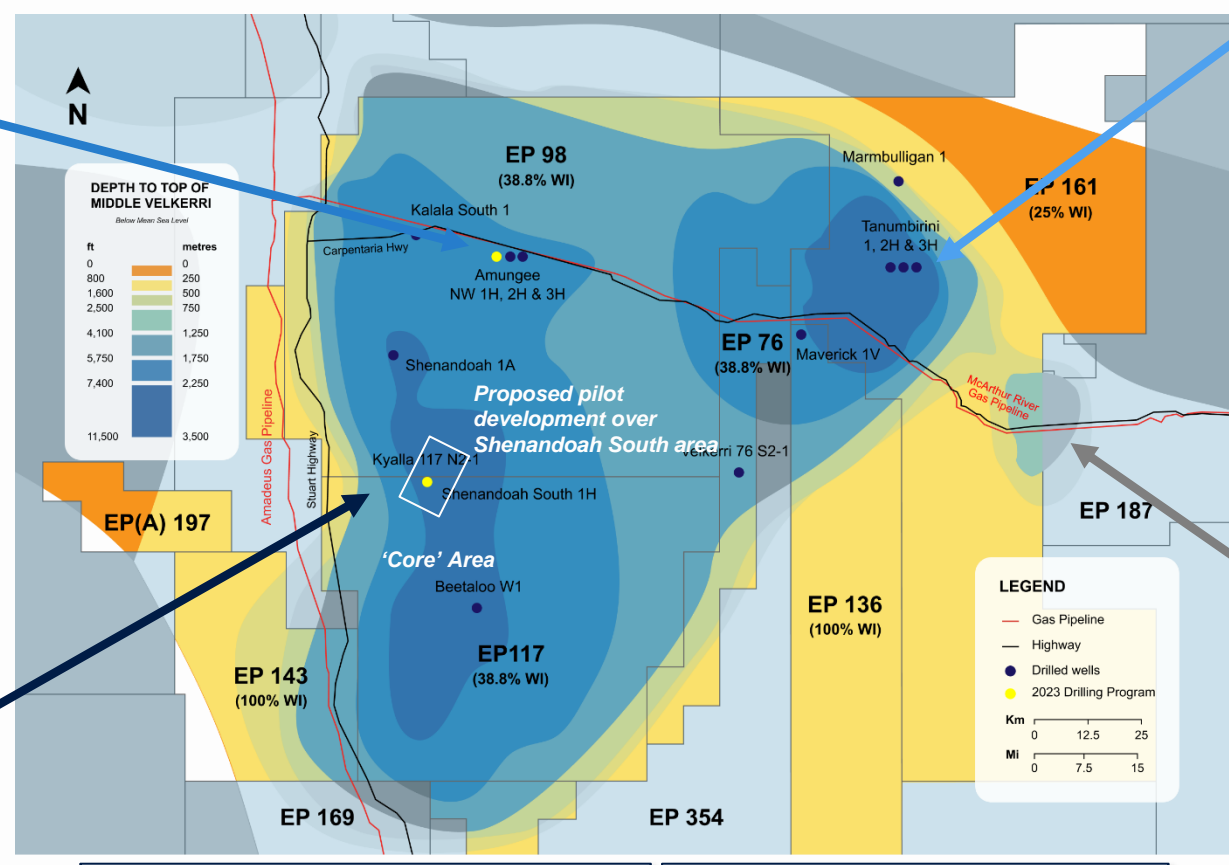 N
DEPTH TO TOP OF
MIDDLE VELKERRI
Below Mean Sea Level
ft metres
0 0
800 250
1,600 500
2,500 750
4,100 1,250
5,750 1,750
7,400 2,250
11,500 3,500
EP 98
(38.8% WI)
Marmbulligan 1
EP 161
(25% WI)
Kalala South 1
Carpentaria Hwy
Tanumbirini
1, 2H & 3H
Amungee
NW 1H, 2H & 3H
EP 76
(38.8% WI)
Maverick 1V
Shenandoah 1A
McArthur River
Gas Pipeline
Proposed pilot
development over
Shenandoah South area
Amadeus Gas Pipeline
Stuart Highway
Kyalla 117 N2-1
Velkerri 76 S2-1
Shenandoah South 1H
EP(A) 197
EP 187
‘Core’ Area
Beetaloo W1
EP 136
(100% WI)
EP117
(38.8% WI)
EP 143
(100% WI)
EP 169
EP 354
LEGEND
Gas Pipeline
Highway
Drilled wells
2023 Drilling Program
Km
0 12.5 25
Mi
0 7.5 15